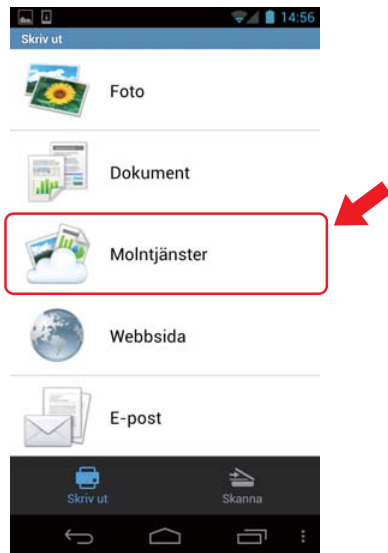 14:56
Skriv ut
Foto
Dokument
Molntjänster
Webbsida
E-post
Skriv ut
Skanna